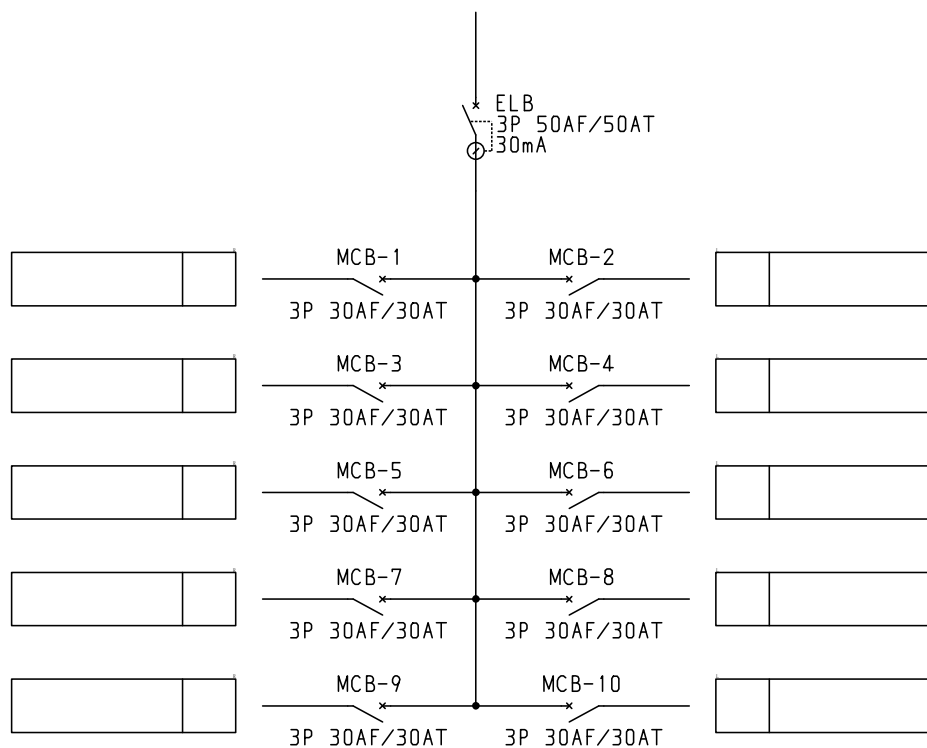 ELB
3P 50AF/50AT
30mA
MCB-1
MCB-2
3P 30AF/30AT
3P 30AF/30AT
MCB-3
MCB-4
3P 30AF/30AT
3P 30AF/30AT
MCB-5
MCB-6
3P 30AF/30AT
3P 30AF/30AT
MCB-7
MCB-8
3P 30AF/30AT
3P 30AF/30AT
MCB-9
MCB-10
3P 30AF/30AT
3P 30AF/30AT